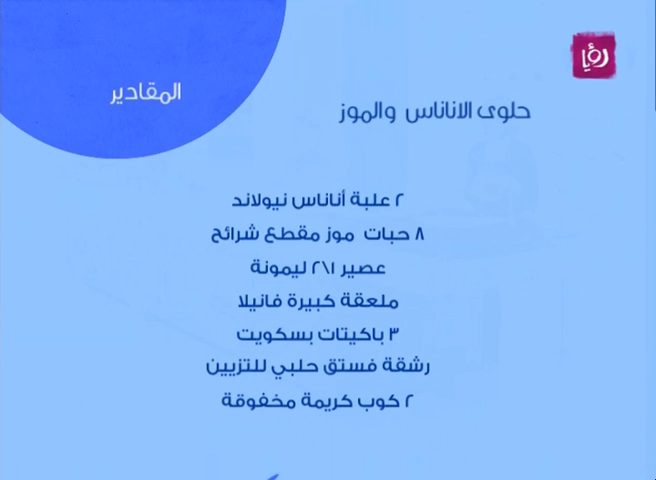 رؤيا
المقادير
حلوى الاناناس والموز
٢ علبة أناناس نيولاند
٨ حبات موز مقطع شرائح
عصير ١\٢ ليمونة
ملعقة كبيرة فانيلا
٣ باكيتات بسكويت
رشقة فستق حلبي للتزيين
٢ كوب كريمة مخفوقة